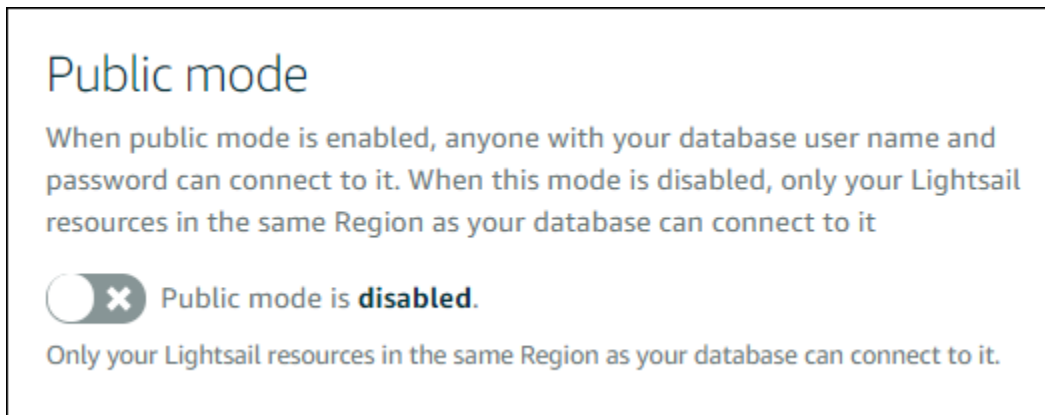 Public mode
When public mode is enabled, anyone with your database user name and
password can connect to it. When this mode is disabled, only your Lightsail
resources in the same Region as your database can connect to it
Public mode is disabled.
Only your Lightsail resources in the same Region as your database can connect to it.